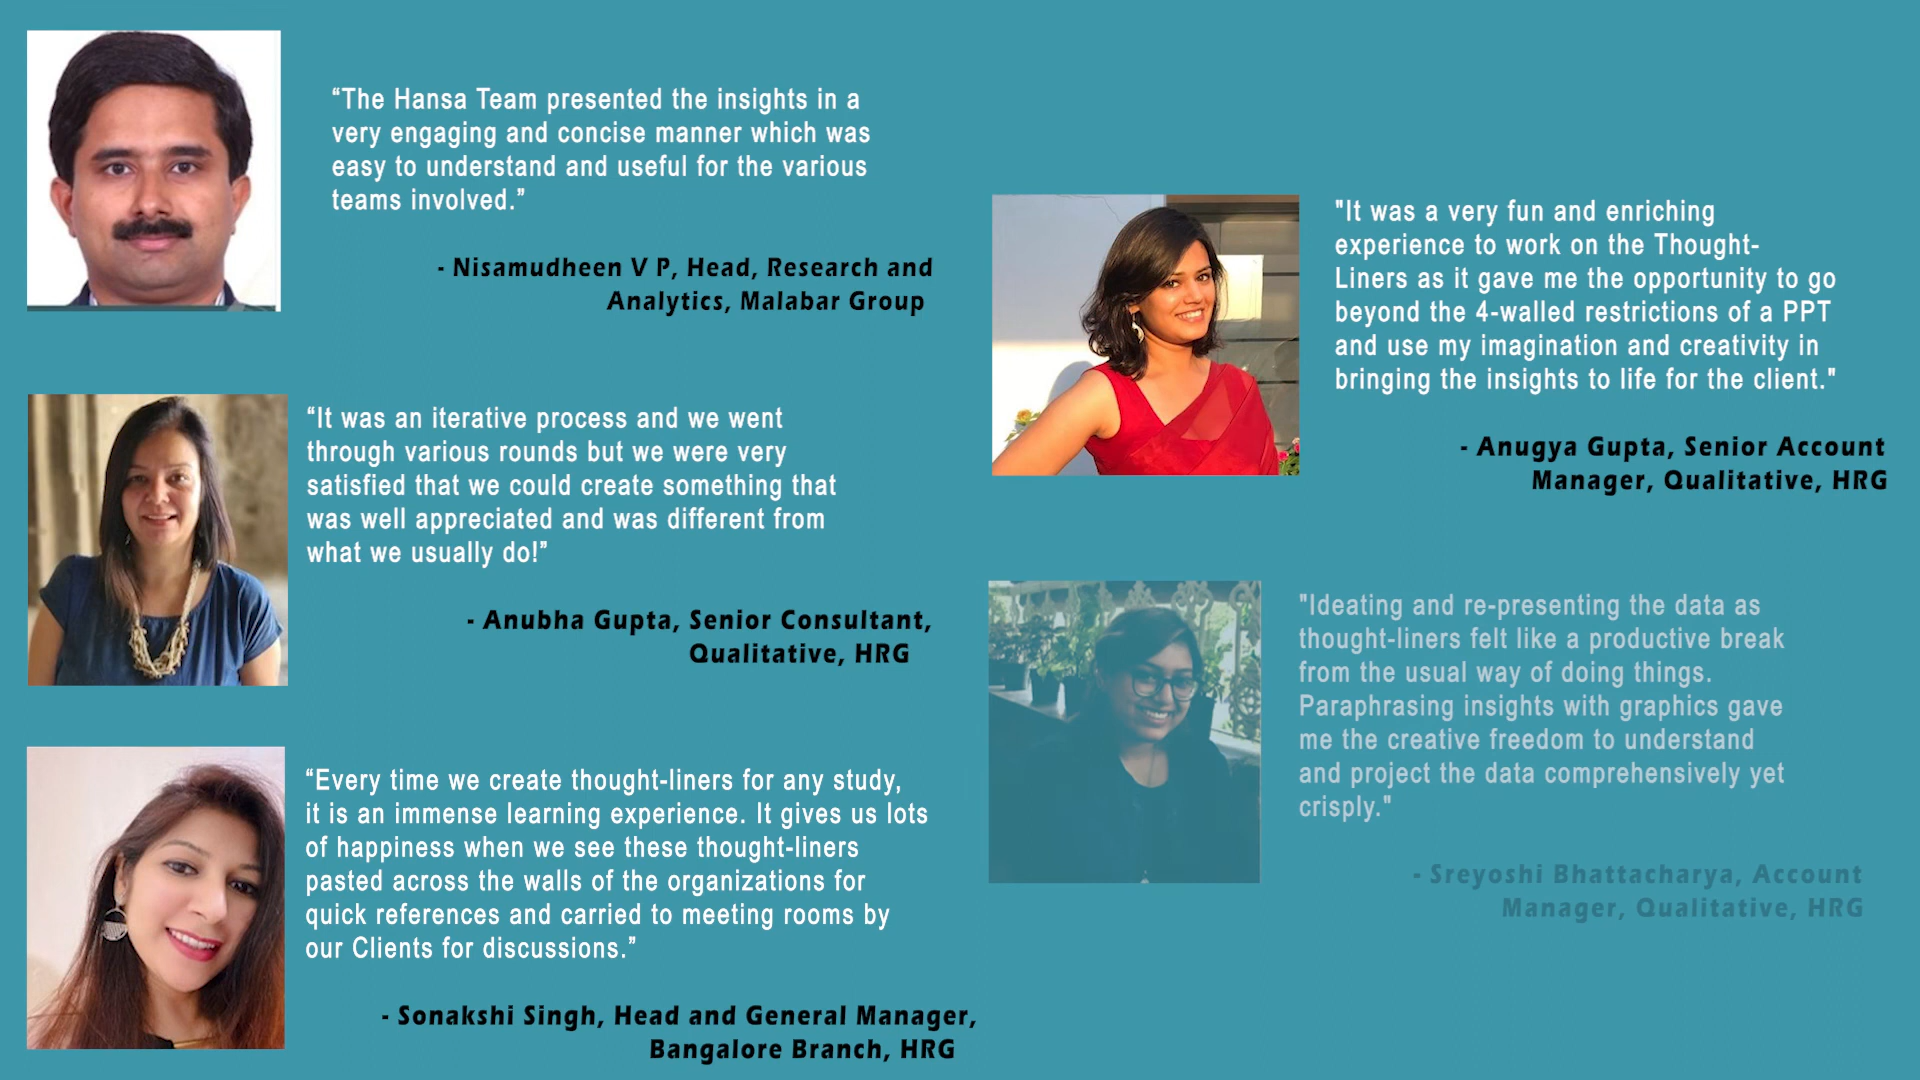 “The Hansa Team presented the insights in a
very engaging and concise manner which was
easy to understand and useful for the various
teams involved.”
- Nisamudheen V P, Head, Research and
Analytics, Malabar Group
“It was an iterative process and we went
through various rounds but we were very
satisfied that we could create something that
was well appreciated and was different from
what we usually do!”
- Anubha Gupta, Senior Consultant,
Qualitative, HRG
“Every time we create thought-liners for any study,
it is an immense learning experience. It gives us lots
of happiness when we see these thought-liners
pasted across the walls of the organizations for
quick references and carried to meeting rooms by
our Clients for discussions.”
- Sonakshi Singh, Head and General Manager,
Bangalore Branch, HRG
"It was a very fun and enriching
experience to work on the Thought-
Liners as it gave me the opportunity to go
beyond the 4-walled restrictions of a PPT
and use my imagination and creativity in
bringing the insights to life for the client."
- Anugya Gupta, Senior Account
Manager, Qualitative, HRG
"Ideating and re-presenting the data as
thought-liners felt like a productive break
from the usual way of doing things.
Paraphrasing insights with graphics gave
me the creative freedom to understand
and project the data comprehensively yet
crisply."
- Sreyoshi Bhattacharya, Account
Manager, Qualitative, HRG